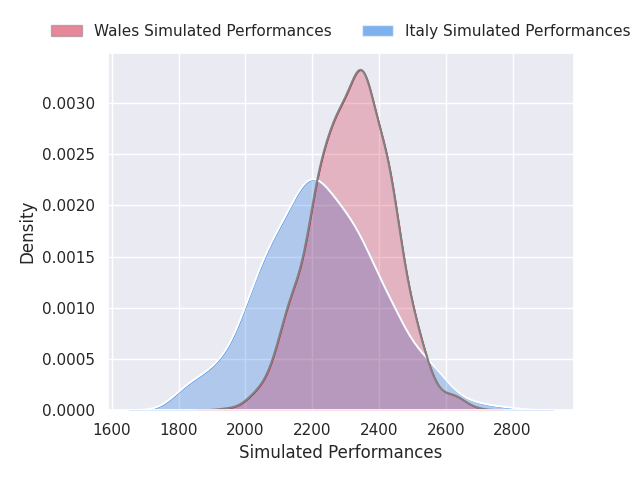 Wales Simulated Performances Italy Simulated Performances
0.0030
0.0025
0.0020
0.0015
0.0010
0.0005
0.0000
Density
1600 1800 2000 2200 2400 2600 2800
Simulated Performances